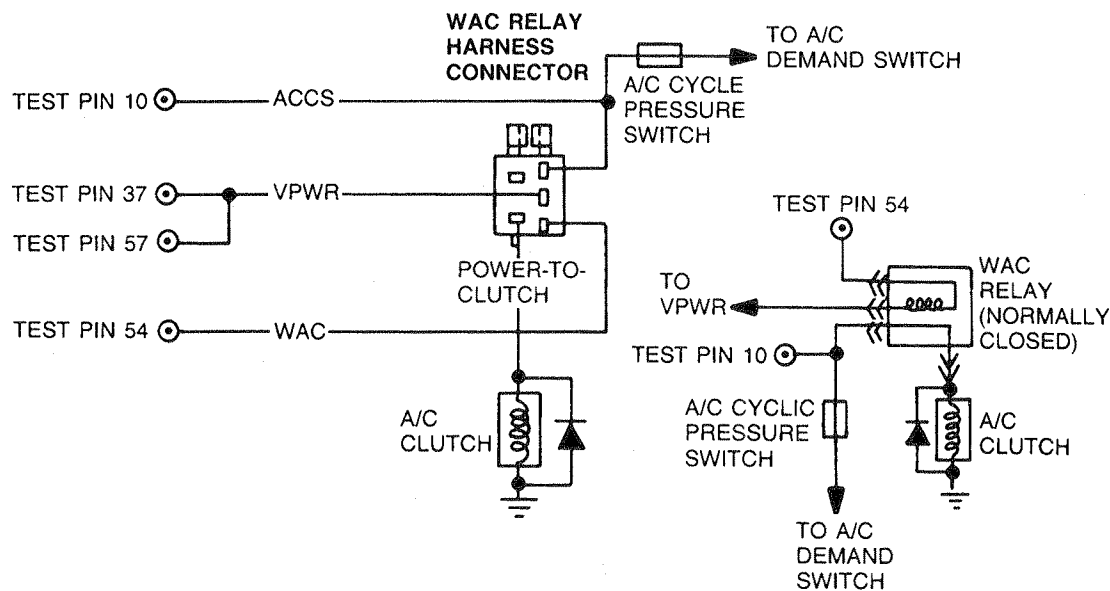 WAC RELAY
HARNESS
CONNECTOR
TO A/C
DEMAND SWITCH
A/C CYCLE
PRESSURE
SWITCH
TEST PIN 10
ACCS
TEST PIN 37
VPWR
TEST PIN 57
POWER-TO-
CLUTCH
TEST PIN 54
WAC
A/C
CLUTCH
TEST PIN 54
WAC
RELAY
(NORMALLY
CLOSED)
TO
VPWR
TEST PIN 10
A/C CYCLIC
PRESSURE
SWITCH
A/C
CLUTCH
TO A/C
DEMAND
SWITCH